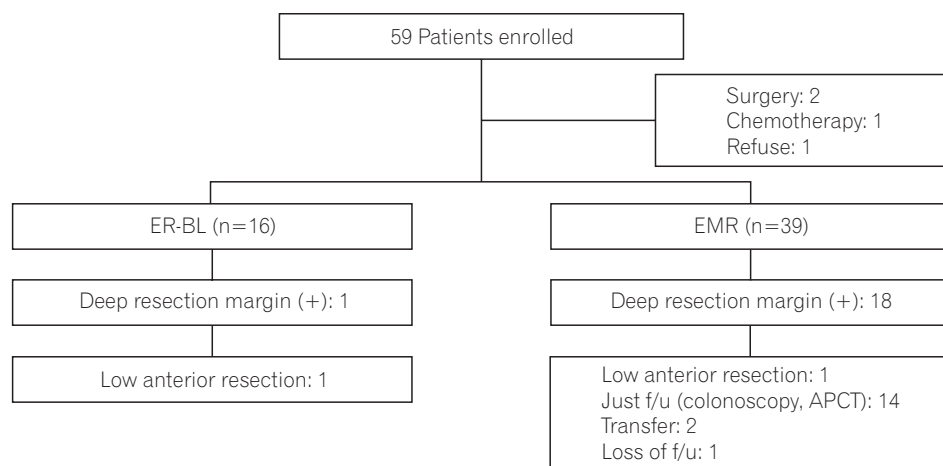 59 Patients enrolled
Surgery: 2
Chemotherapy: 1
Refuse: 1
ER-BL (n=16)
EMR (n=39)
Deep resection margin (+): 1
Deep resection margin (+): 18
Low anterior resection: 1
Low anterior resection: 1
Just f/u (colonoscopy, APCT): 14
Transfer: 2
Loss of f/u: 1